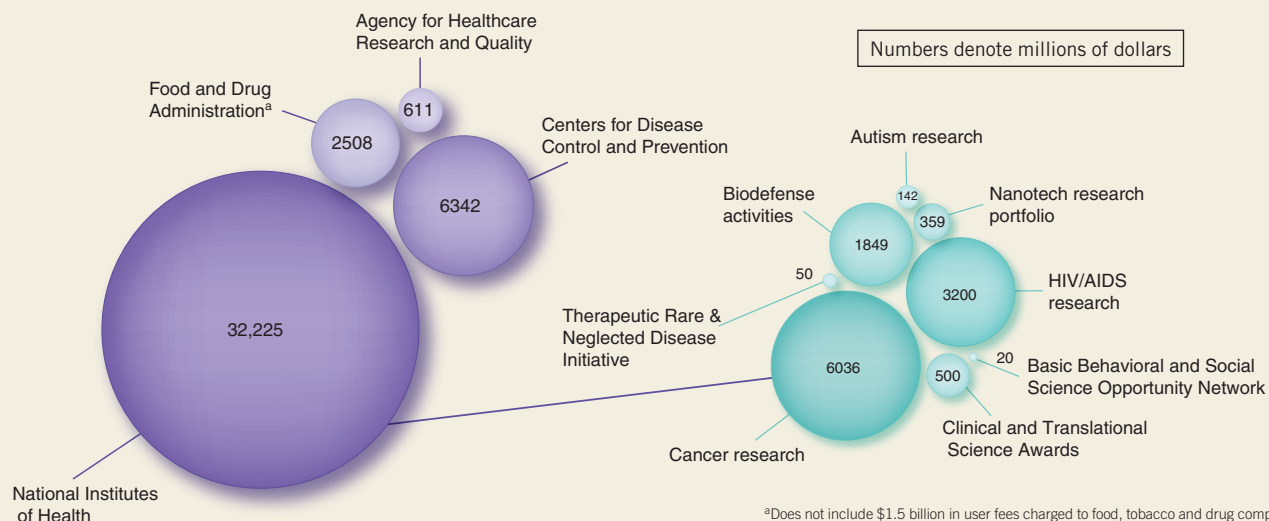 Agency for Healthcare
Research and Quality
Numbers denote millions of dollars
Food and Drug
Administrationᵃ
611
2508
Centers for Disease
Control and Prevention
6342
32,225
National Institutes
of Health
Autism research
142
Biodefense
activities
Nanotech research
portfolio
359
1849
50
HIV/AIDS
research
3200
Therapeutic Rare &
Neglected Disease
Initiative
6036
20
Basic Behavioral and Social
Science Opportunity Network
500
Clinical and Translational
Science Awards
Cancer research
ᵃDoes not include $1.5 billion in user fees charged to food, tobacco and drug